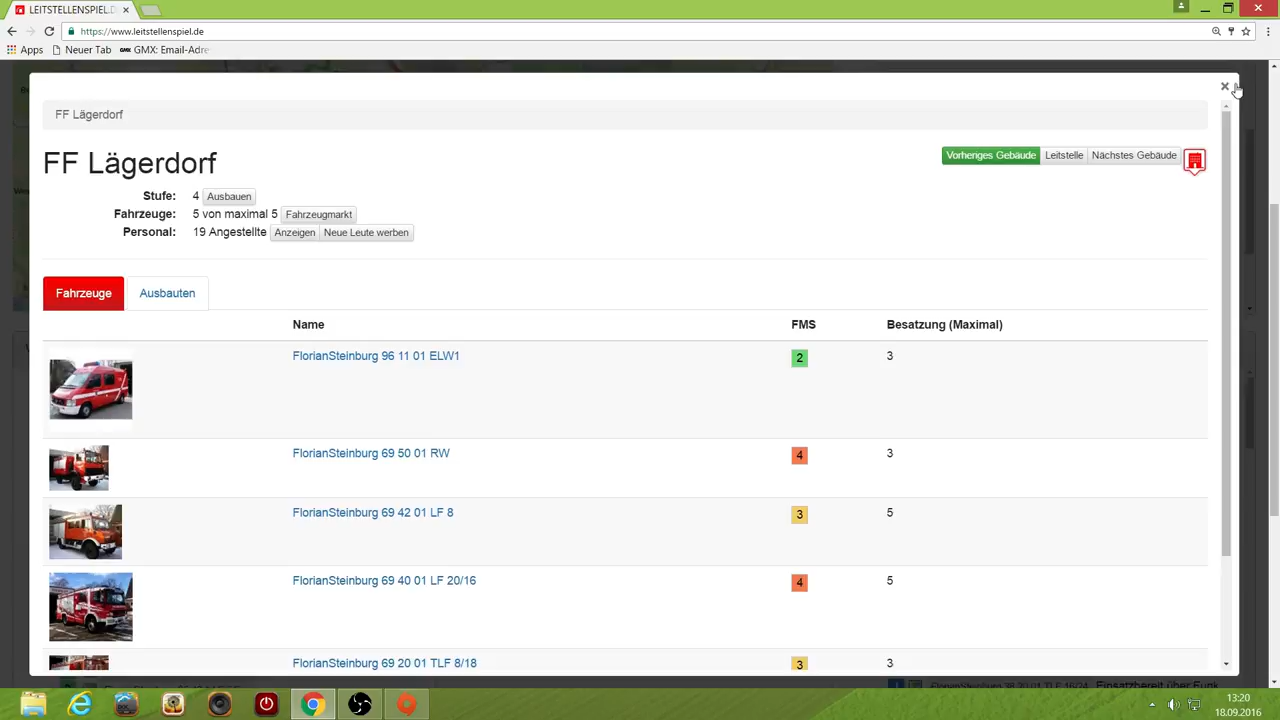 LEITSTELLENSPIEL.D
https://www.leitstellenspiel.de
Apps Neuer Tab GMX GMX: Email-Adre
FF Lägerdorf
FF Lägerdorf
Vorheriges Gebäude Leitstelle Nächstes Gebäude
Stufe: 4 Ausbauen
Fahrzeuge: 5 von maximal 5 Fahrzeugmarkt
Personal: 19 Angestellte Anzeigen Neue Leute werben
Fahrzeuge Ausbauten
Name FMS Besatzung (Maximal)
FlorianSteinburg 96 11 01 ELW1 2 3
FlorianSteinburg 69 50 01 RW 4 3
FlorianSteinburg 69 42 01 LF 8 3 5
FlorianSteinburg 69 40 01 LF 20/16 4 5
FlorianSteinburg 69 20 01 TLF 8/18 3 3
Einsatzbereit über Funk
13:20
18.09.2016